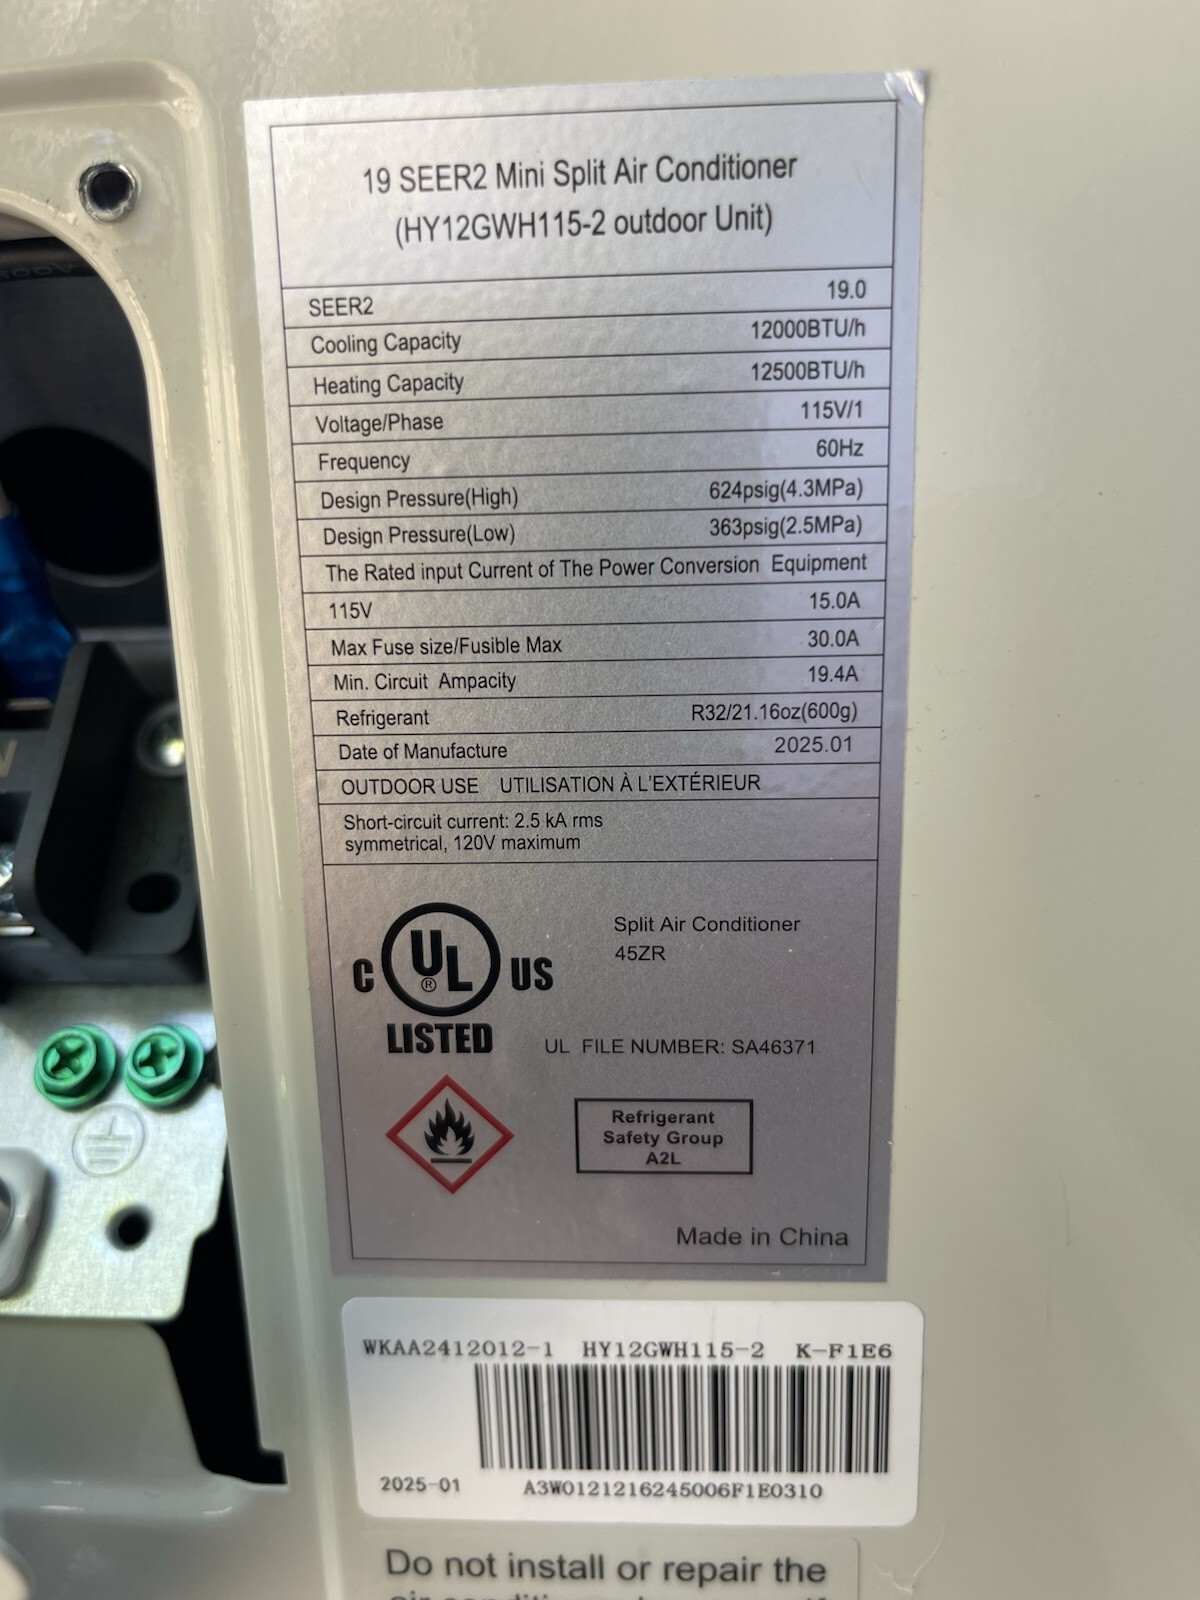 19 SEER2 Mini Split Air Conditioner
(HY12GWH115-2 outdoor Unit)
SEER2 19.0
Cooling Capacity 12000BTU/h
Heating Capacity 12500BTU/h
Voltage/Phase 115V/1
Frequency 60Hz
Design Pressure(High) 624psig(4.3MPa)
Design Pressure(Low) 363psig(2.5MPa)
The Rated input Current of The Power Conversion Equipment
115V 15.0A
Max Fuse size/Fusible Max 30.0A
Min. Circuit Ampacity 19.4A
Refrigerant R32/21.16oz(600g)
Date of Manufacture 2025.01
OUTDOOR USE UTILISATION À L'EXTÉRIEUR
Short-circuit current: 2.5 kA rms
symmetrical, 120V maximum
C UL ® US
LISTED
Split Air Conditioner
45ZR
UL FILE NUMBER: SA46371
Refrigerant
Safety Group
A2L
Made in China
WKAA2412012-1 HY12GWH115-2 K-F1E6
2025-01 A3W0121216245006F1E0310
Do not install or repair the